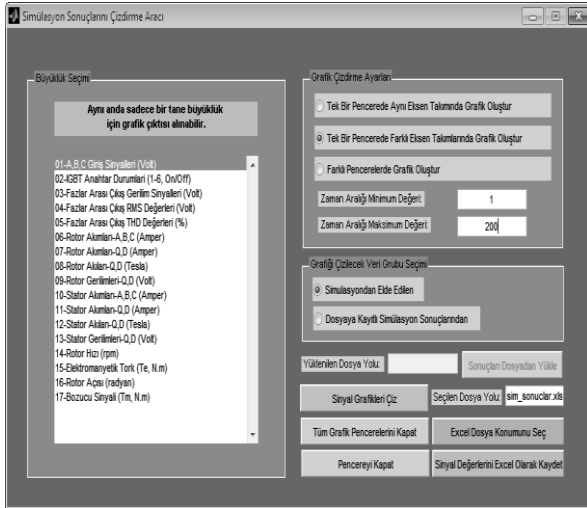 Simülasyon Sonuçlarını Çizdirme Aracı
Büyüklük Seçimi
Aynı anda sadece bir tane büyüklük
için grafik çıktısı alınabilir.
01-A,B,C Giriş Sinyalleri (Volt)
02-IGBT Anahtar Durumlari (1-6, On/Off)
03-Fazlar Arası Çıkış Gerilim Sinyalleri (Volt)
04-Fazlar Arası Çıkış RMS Değerleri (Volt)
05-Fazlar Arası Çıkış THD Değerleri (%)
06-Rotor Akımları-A,B,C (Amper)
07-Rotor Akımları-Q,D (Amper)
08-Rotor Akıları-Q,D (Tesla)
09-Rotor Gerilimleri-Q,D (Volt)
10-Stator Akımları-A,B,C (Amper)
11-Stator Akımları-Q,D (Amper)
12-Stator Akıları-Q,D (Tesla)
13-Stator Gerilimleri-Q,D (Volt)
14-Rotor Hızı (rpm)
15-Elektromanyetik Tork (Te, N.m)
16-Rotor Açısı (radyan)
17-Bozucu Sinyali (Tm, N.m)
Grafik Çizdirme Ayarları
Tek Bir Pencerede Aynı Eksen Takımında Grafik Oluştur
Tek Bir Pencerede Farklı Eksen Takımlarında Grafik Oluştur
Farklı Pencerelerde Grafik Oluştur
Zaman Aralığı Minimum Değeri: 1
Zaman Aralığı Maksimum Değeri: 200
Grafiği Çizilecek Veri Grubu Seçimi
Simulasyondan Elde Edilen
Dosyaya Kayıtlı Simülasyon Sonuçlarından
Yüklenilen Dosya Yolu: Sonuçları Dosyadan Yükle
Sinyal Grafikleri Çiz Seçilen Dosya Yolu: sim_sonuclar.xls
Tüm Grafik Pencerelerini Kapat Excel Dosya Konumunu Seç
Pencereyi Kapat Sinyal Değerlerini Excel Olarak Kaydet